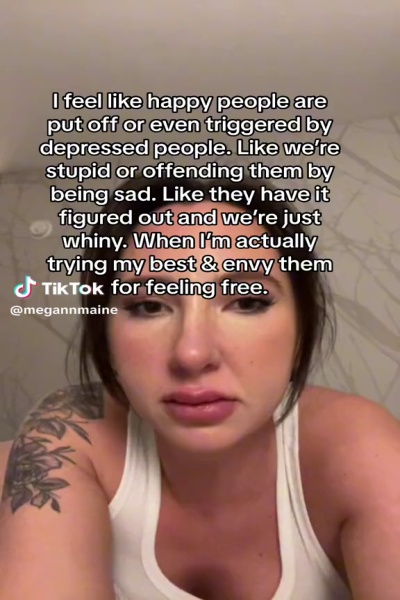 I feel like happy people are
put off or even triggered by
depressed people. Like we're
stupid or offending them by
being sad. Like they have it
figured out and we're just
whiny. When I'm actually
trying my best & envy them
for feeling free.
TikTok
@megannmaine